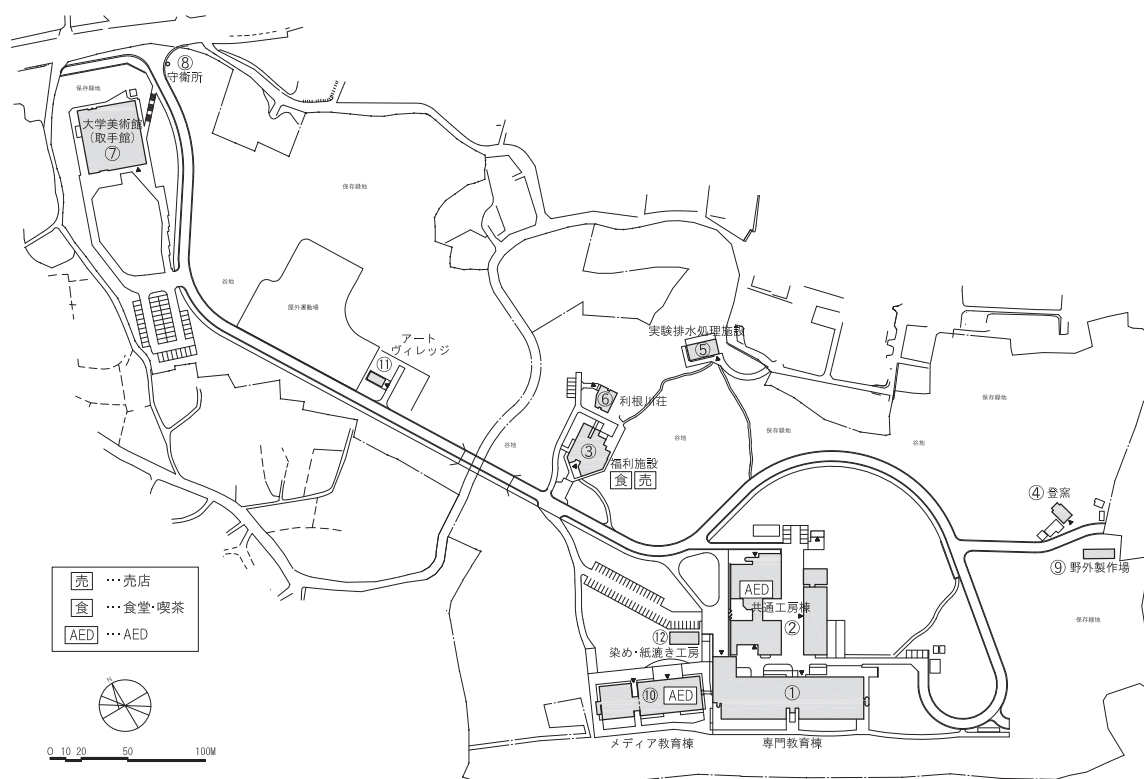 ⑧
守衛所
保存緑地
大学美術館
(取手館)
⑦
保存緑地
谷地
屋外運動場
アート
ヴィレッジ
⑪
実験排水処理施設
⑤
⑥
利根川荘
③
福利施設
食 売
谷地
谷地
保存緑地
谷地
保存緑地
④登窯
⑨野外製作場
保存緑地
AED
共通工房棟
②
⑫
染め・紙漉き工房
⑩
AED
メディア教育棟
①
専門教育棟
売 …売店
食 …食堂・喫茶
AED …AED
N
0 10 20 50 100M